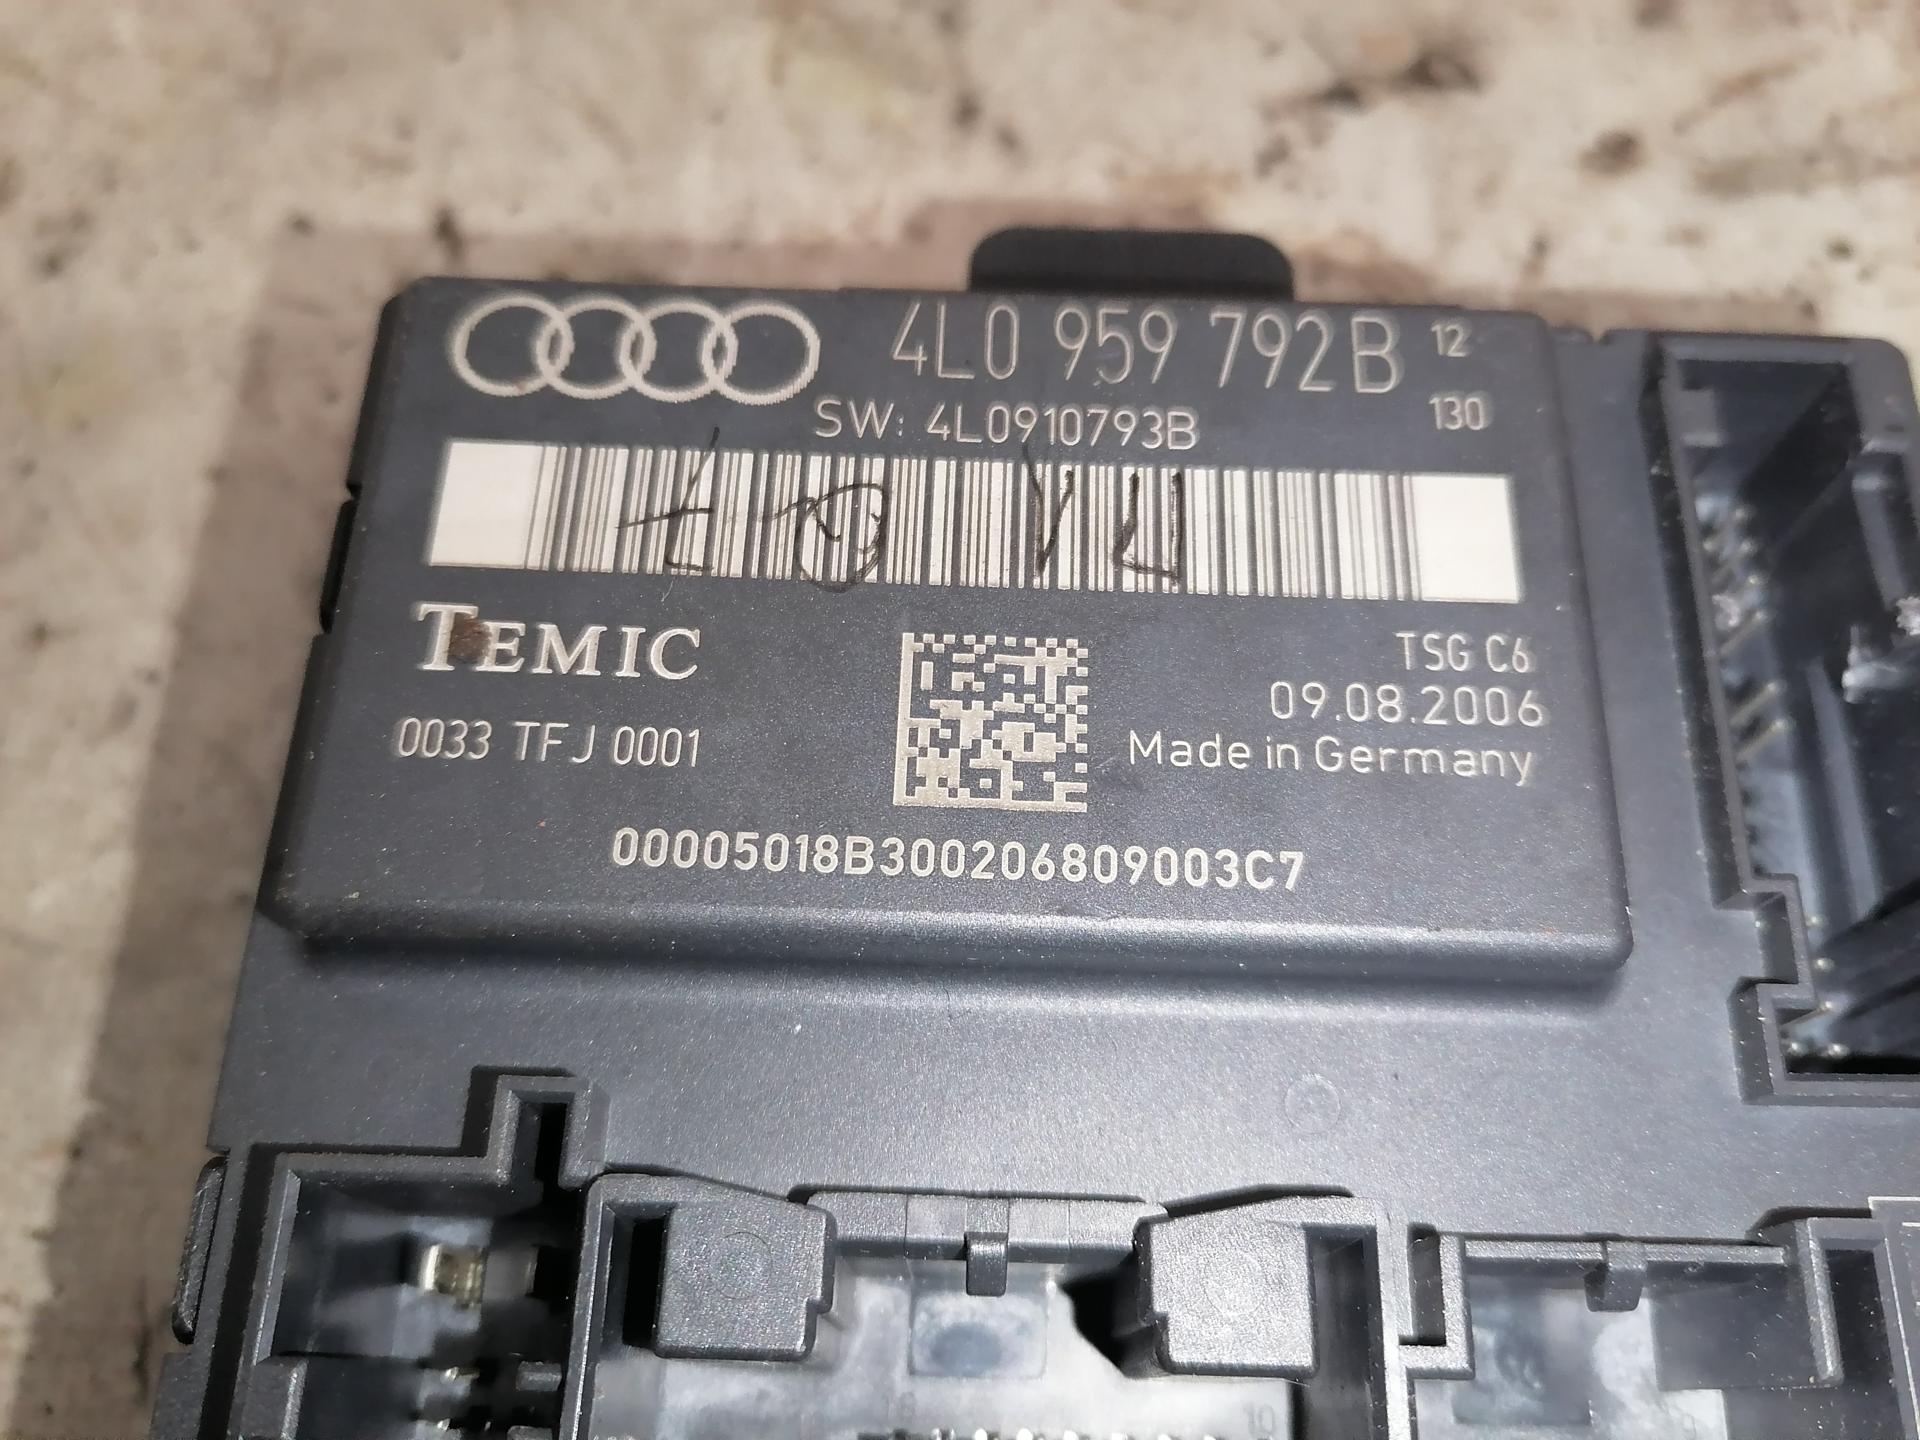 4L0 959 792B 12
130
SW: 4L0910793B
TEMIC
TSG C6
09.08.2006
0033 TFJ 0001
Made in Germany
00005018B300206809003C7
10